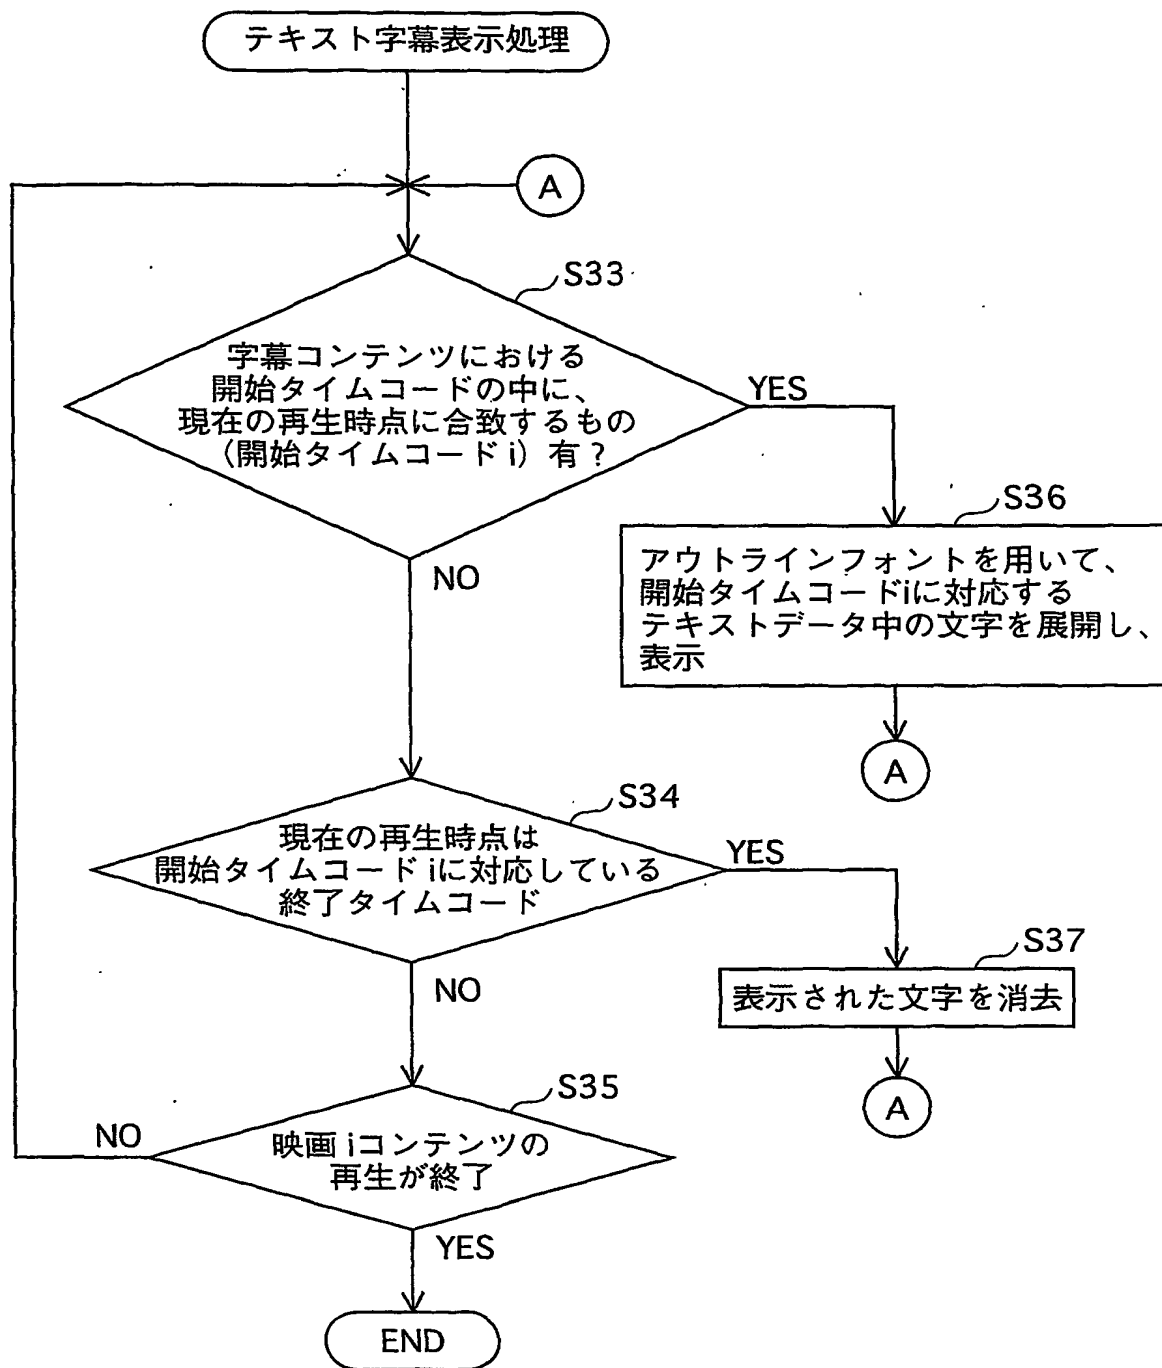 テキスト字幕表示処理
A
S33
字幕コンテンツにおける
開始タイムコードの中に、
現在の再生時点に合致するもの
（開始タイムコード i）有？
YES
NO
S36
アウトラインフォントを用いて、
開始タイムコードiに対応する
テキストデータ中の文字を展開し、
表示
A
S34
現在の再生時点は
開始タイムコード iに対応している
終了タイムコード
YES
NO
S37
表示された文字を消去
A
S35
映画 iコンテンツの
再生が終了
NO
YES
END